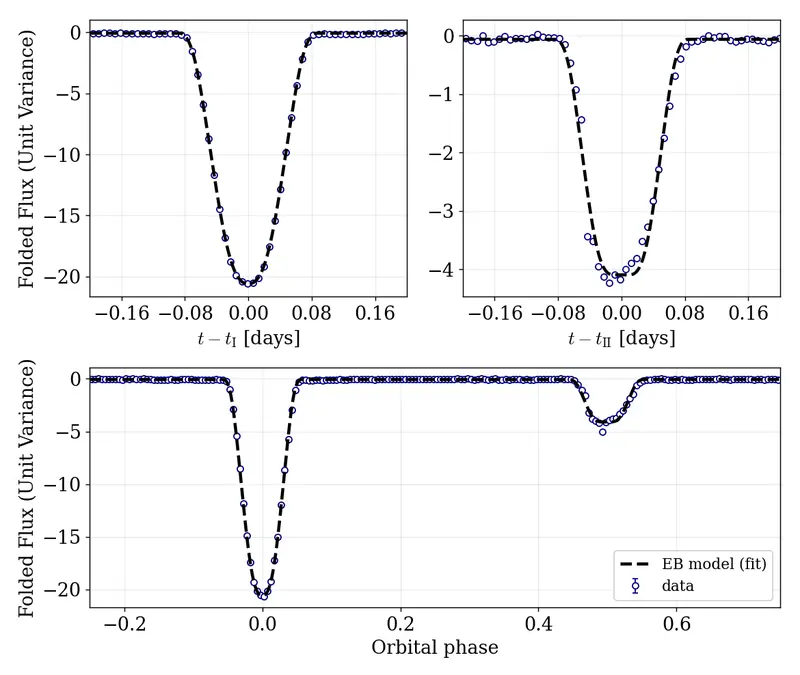 Folded Flux (Unit Variance)
0
−5
−10
−15
−20
−0.16 −0.08 0.00 0.08 0.16
t − tI [days]
0
−1
−2
−3
−4
−0.16 −0.08 0.00 0.08 0.16
t − tII [days]
Folded Flux (Unit Variance)
0
−5
−10
−15
−20
−0.2 0.0 0.2 0.4 0.6
Orbital phase
EB model (fit)
data